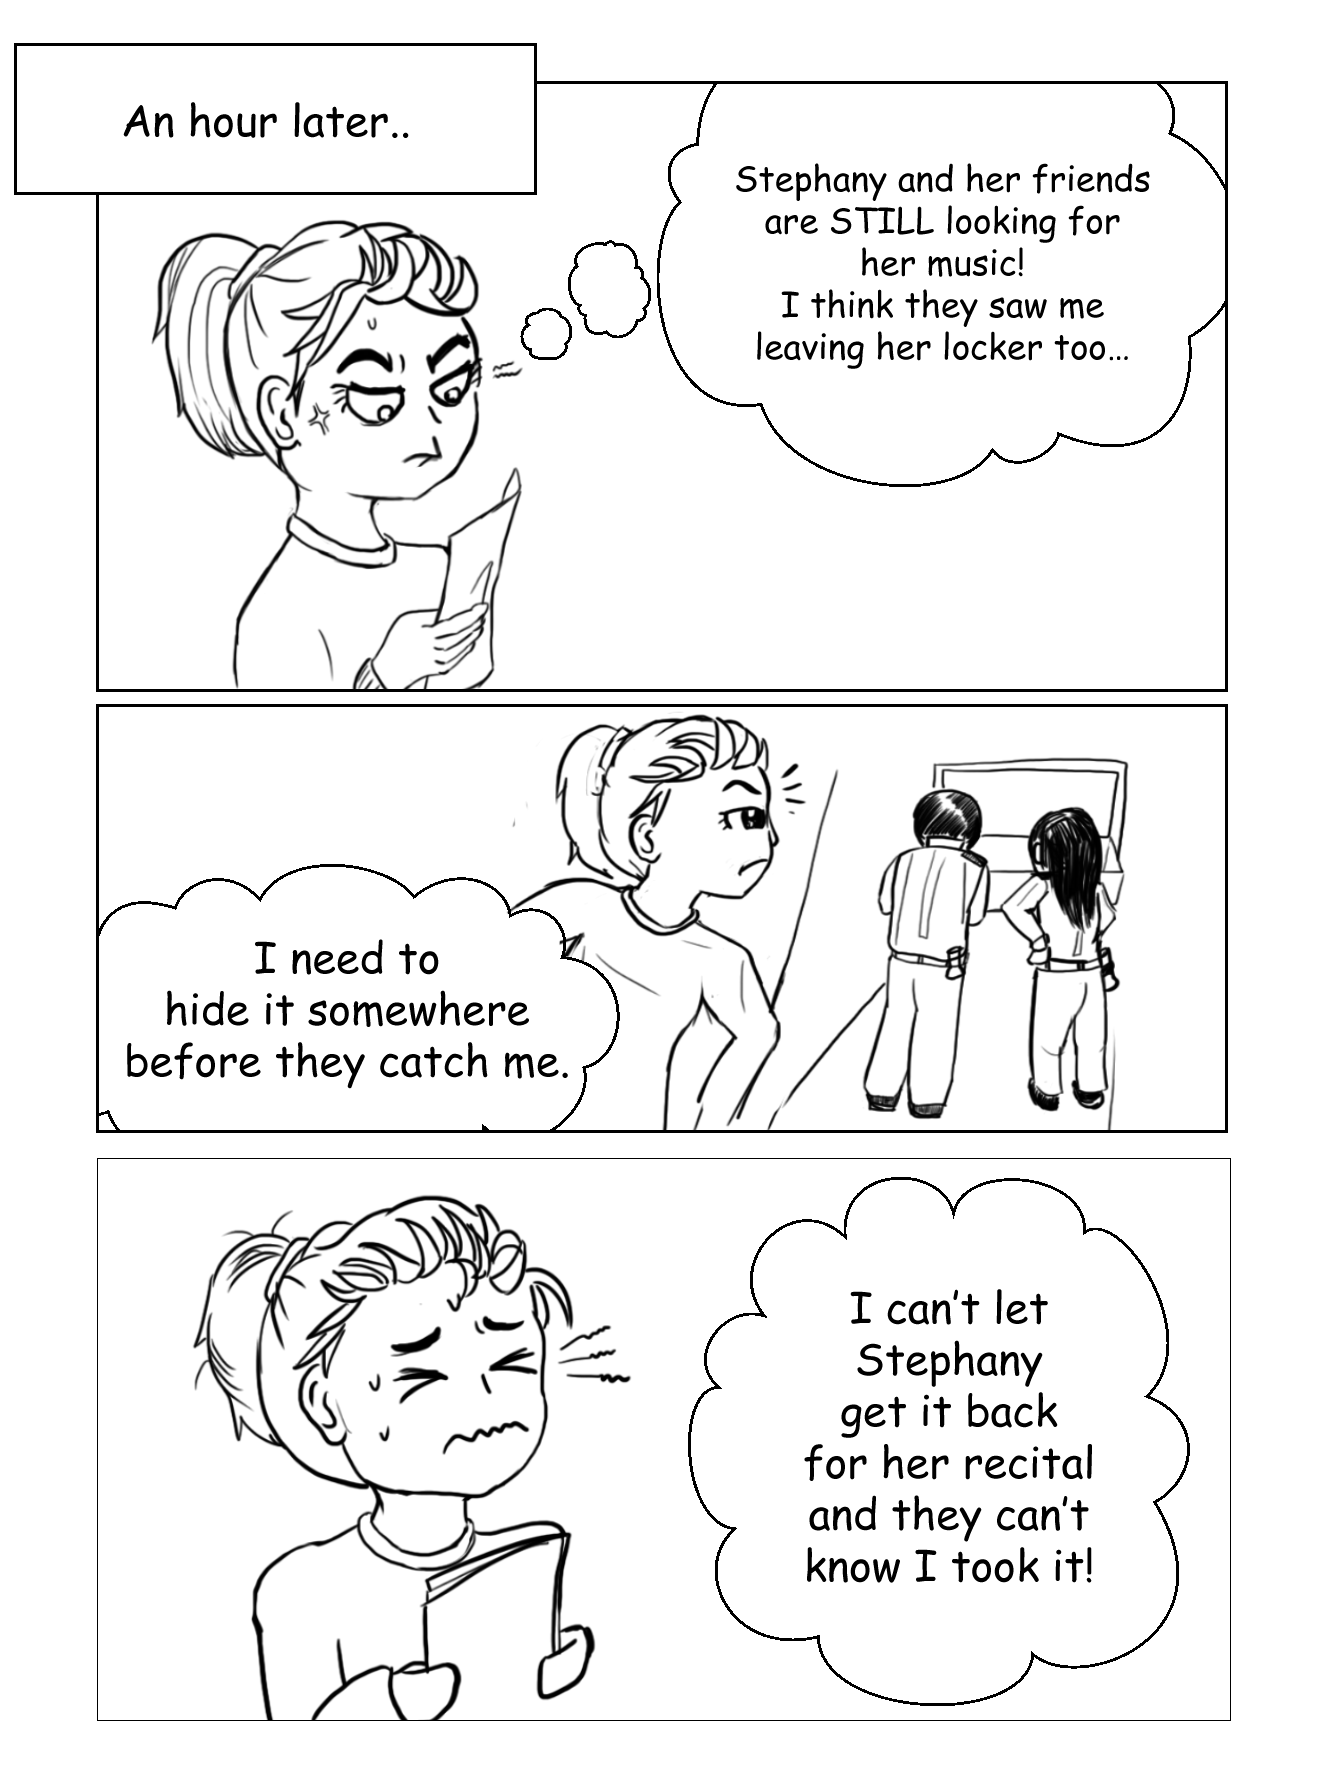 An hour later..
Stephany and her friends
are STILL looking for
her music!
I think they saw me
leaving her locker too...
I need to
hide it somewhere
before they catch me.
I can't let
Stephany
get it back
for her recital
and they can't
know I took it!